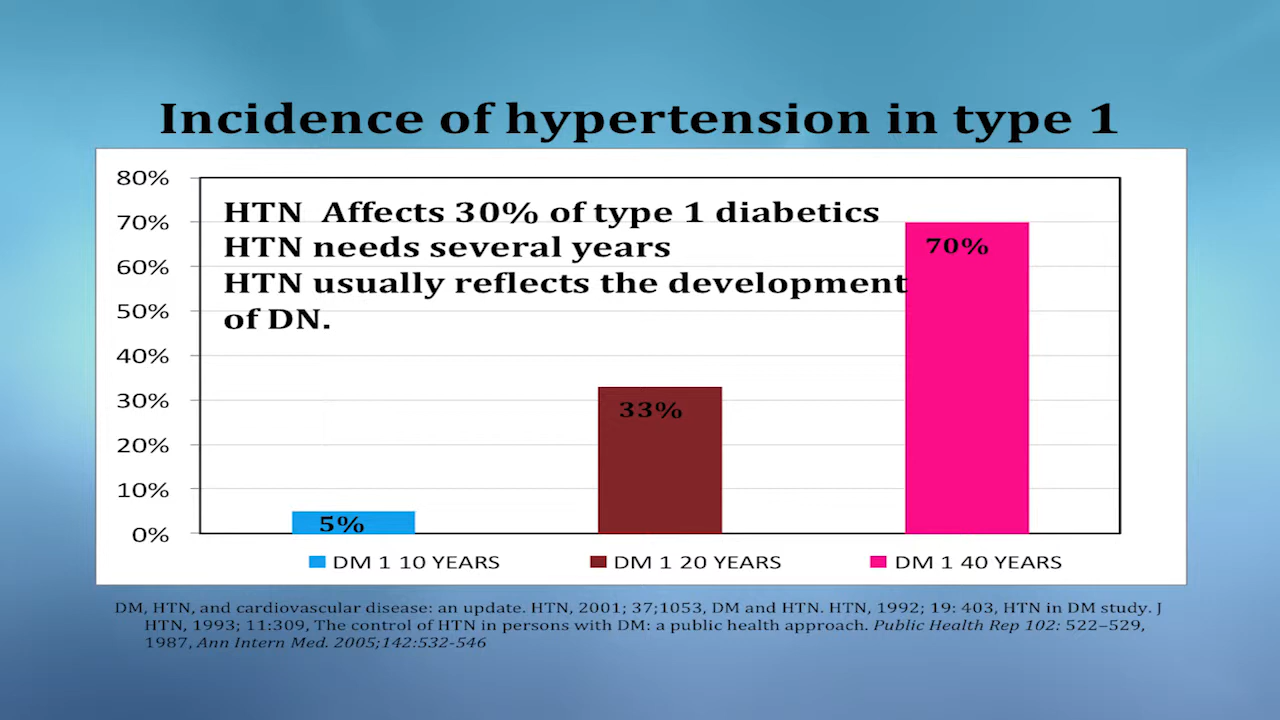 Incidence of hypertension in type 1
80%
70%
60%
50%
40%
30%
20%
10%
0%
HTN Affects 30% of type 1 diabetics
HTN needs several years
HTN usually reflects the development
of DN.
70%
33%
5%
DM 1 10 YEARS
DM 1 20 YEARS
DM 1 40 YEARS
DM, HTN, and cardiovascular disease: an update. HTN, 2001; 37;1053, DM and HTN. HTN, 1992; 19: 403, HTN in DM study. J
HTN, 1993; 11:309, The control of HTN in persons with DM: a public health approach. Public Health Rep 102: 522–529,
1987, Ann Intern Med. 2005;142:532-546